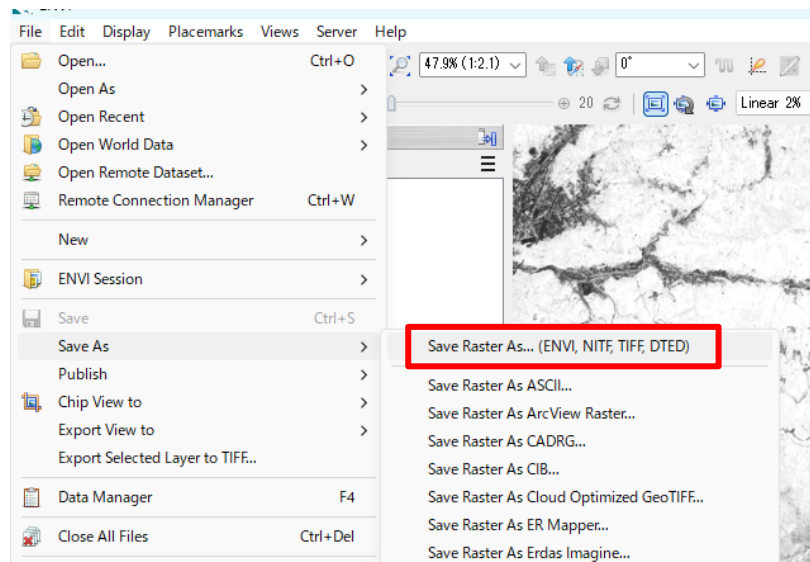 File Edit Display Placemarks Views Server Help
47.9% (1:2.1) 0°
20 Linear 2%
Open... Ctrl+O
Open As
Open Recent
Open World Data
Open Remote Dataset...
Remote Connection Manager Ctrl+W
New
ENVI Session
Save Ctrl+S
Save As
Publish
Chip View to
Export View to
Export Selected Layer to TIFF...
Data Manager F4
Close All Files Ctrl+Del
Save Raster As... (ENVI, NITF, TIFF, DTED)
Save Raster As ASCII...
Save Raster As ArcView Raster...
Save Raster As CADRG...
Save Raster As CIB...
Save Raster As Cloud Optimized GeoTIFF...
Save Raster As ER Mapper...
Save Raster As Erdas Imagine...